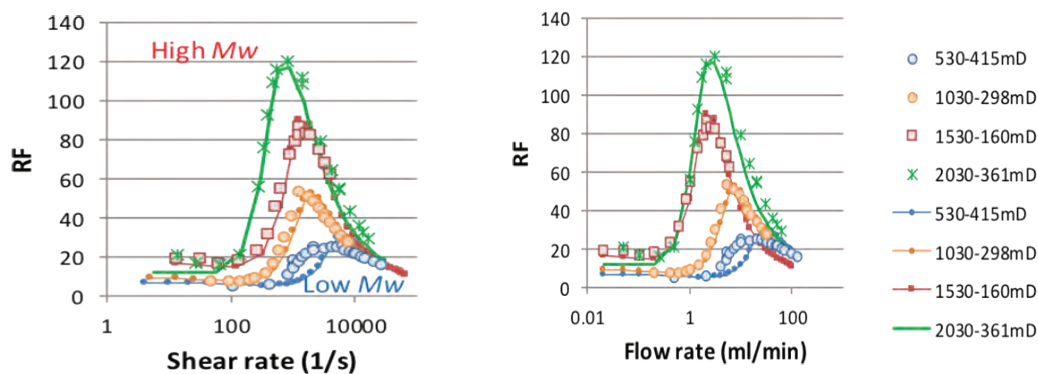 140
120
100
80
60
40
20
0
RF
High Mw
Low Mw
1
100
10000
Shear rate (1/s)
140
120
100
80
60
40
20
0
RF
0.01
1
100
Flow rate (ml/min)
530-415mD
1030-298mD
1530-160mD
2030-361mD
530-415mD
1030-298mD
1530-160mD
2030-361mD